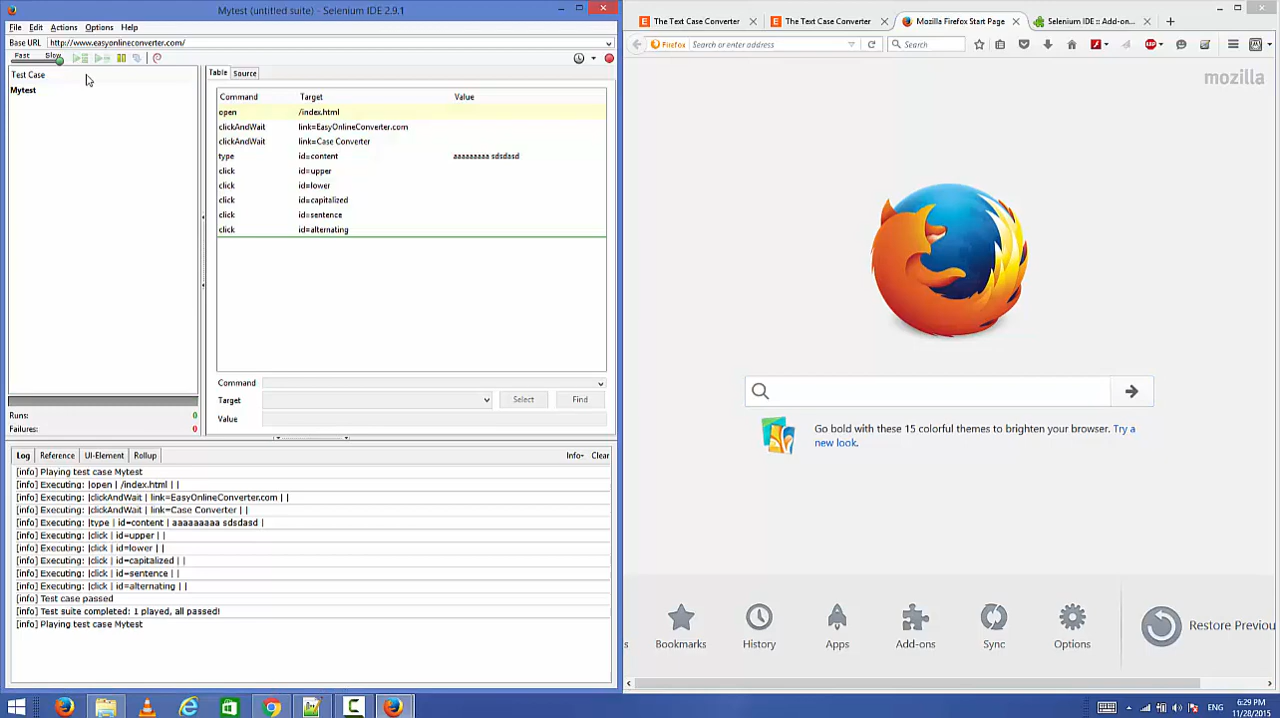 Mytest (untitled suite) - Selenium IDE 2.9.1
File Edit Actions Options Help
Base URL http://www.easyonlineconverter.com/
Fast Slow
Test Case
Mytest
Runs: 0
Failures: 0
Table Source
Command Target Value
open /index.html
clickAndWait link=EasyOnlineConverter.com
clickAndWait link=Case Converter
type id=content aaaaaaaaa sdsdasd
click id=upper
click id=lower
click id=capitalized
click id=sentence
click id=alternating
Command
Target Select Find
Value
Log Reference UI-Element Rollup Info- Clear
[info] Playing test case Mytest
[info] Executing: |open | /index.html | |
[info] Executing: |clickAndWait | link=EasyOnlineConverter.com | |
[info] Executing: |clickAndWait | link=Case Converter | |
[info] Executing: |type | id=content | aaaaaaaaa sdsdasd |
[info] Executing: |click | id=upper | |
[info] Executing: |click | id=lower | |
[info] Executing: |click | id=capitalized | |
[info] Executing: |click | id=sentence | |
[info] Executing: |click | id=alternating | |
[info] Test case passed
[info] Test suite completed: 1 played, all passed!
[info] Playing test case Mytest
The Text Case Converter The Text Case Converter Mozilla Firefox Start Page Selenium IDE :: Add-on...
Firefox Search or enter address Search
mozilla
Go bold with these 15 colorful themes to brighten your browser. Try a
new look.
s Bookmarks History Apps Add-ons Sync Options Restore Previou
ENG 6:29 PM
11/28/2015